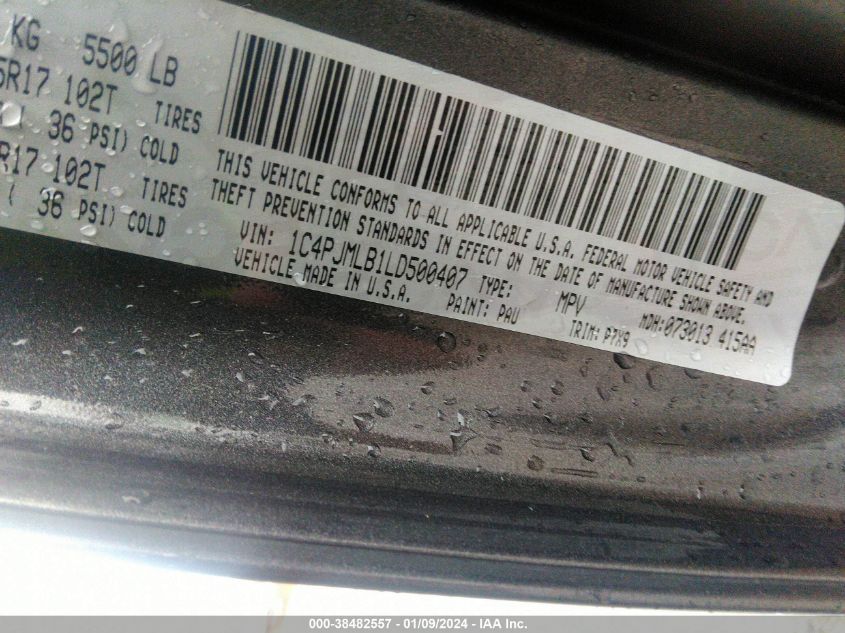 KG 5500 LB
5R17 102T TIRES
36 PSI) COLD
R17 102T TIRES
( 36 PSI) COLD
THIS VEHICLE CONFORMS TO ALL APPLICABLE U.S.A. FEDERAL MOTOR VEHICLE SAFETY AND
THEFT PREVENTION STANDARDS IN EFFECT ON THE DATE OF MANUFACTURE SHOWN ABOVE.
VIN: 1C4PJMLB1LD500407 TYPE: MPV MDH:073013 415AA
VEHICLE MADE IN U.S.A. PAINT: PAU TRIM: P7X9
000-38482557 - 01/09/2024 - IAA Inc.